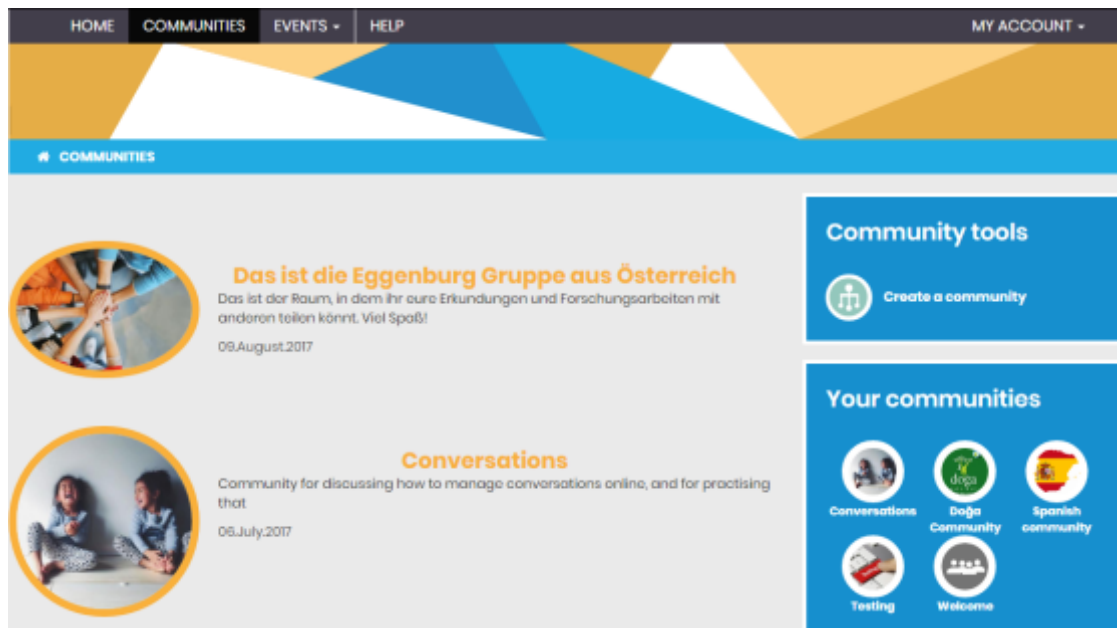 HOME COMMUNITIES EVENTS HELP MY ACCOUNT
COMMUNITIES
Das ist die Eggenburg Gruppe aus Österreich
Das ist der Raum, in dem ihr eure Erkundungen und Forschungsarbeiten mit
anderen teilen könnt. Viel Spaß!
09.August.2017
Conversations
Community for discussing how to manage conversations online, and for practising
that
06.July.2017
Community tools
Create a community
Your communities
Conversations
doğa
Doğa
Community
Spanish
community
Testing
Welcome